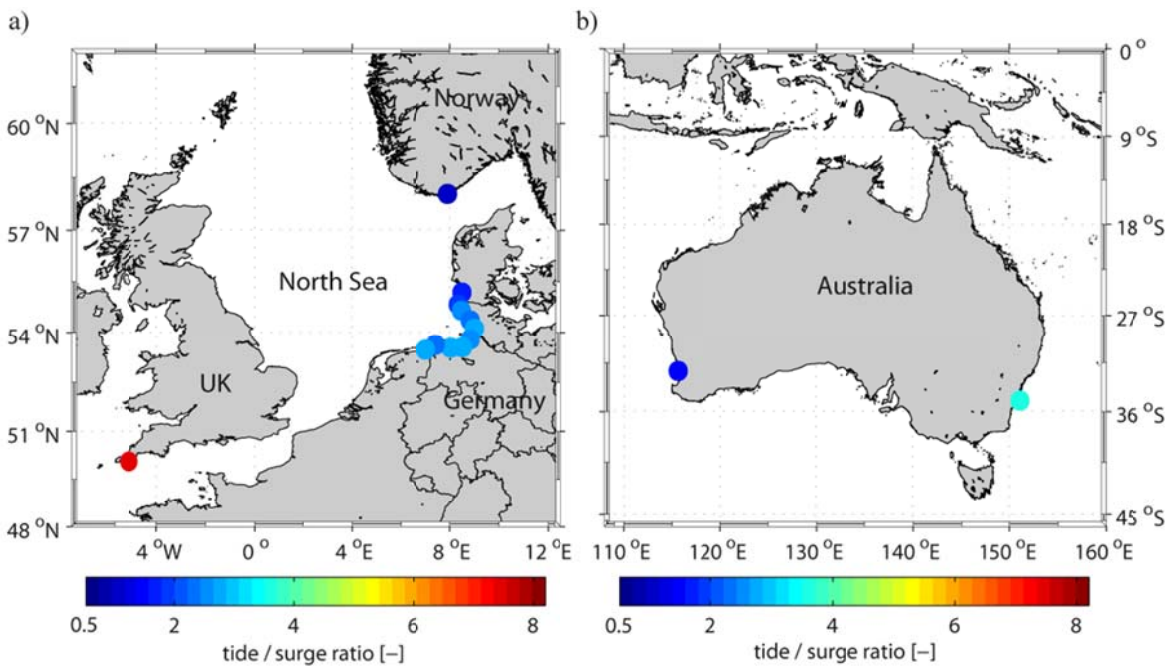 a)
b)
Norway
North Sea
UK
Germany
60 °N
57 °N
54 °N
51 °N
48 °N
4 °W
0 °
4 °E
8 °E
12 °E
0.5
2
4
6
8
tide / surge ratio [−]
Australia
0 °
9 °S
18 °S
27 °S
36 °S
45 °S
110 °E
120 °E
130 °E
140 °E
150 °E
160 °E
0.5
2
4
6
8
tide / surge ratio [−]